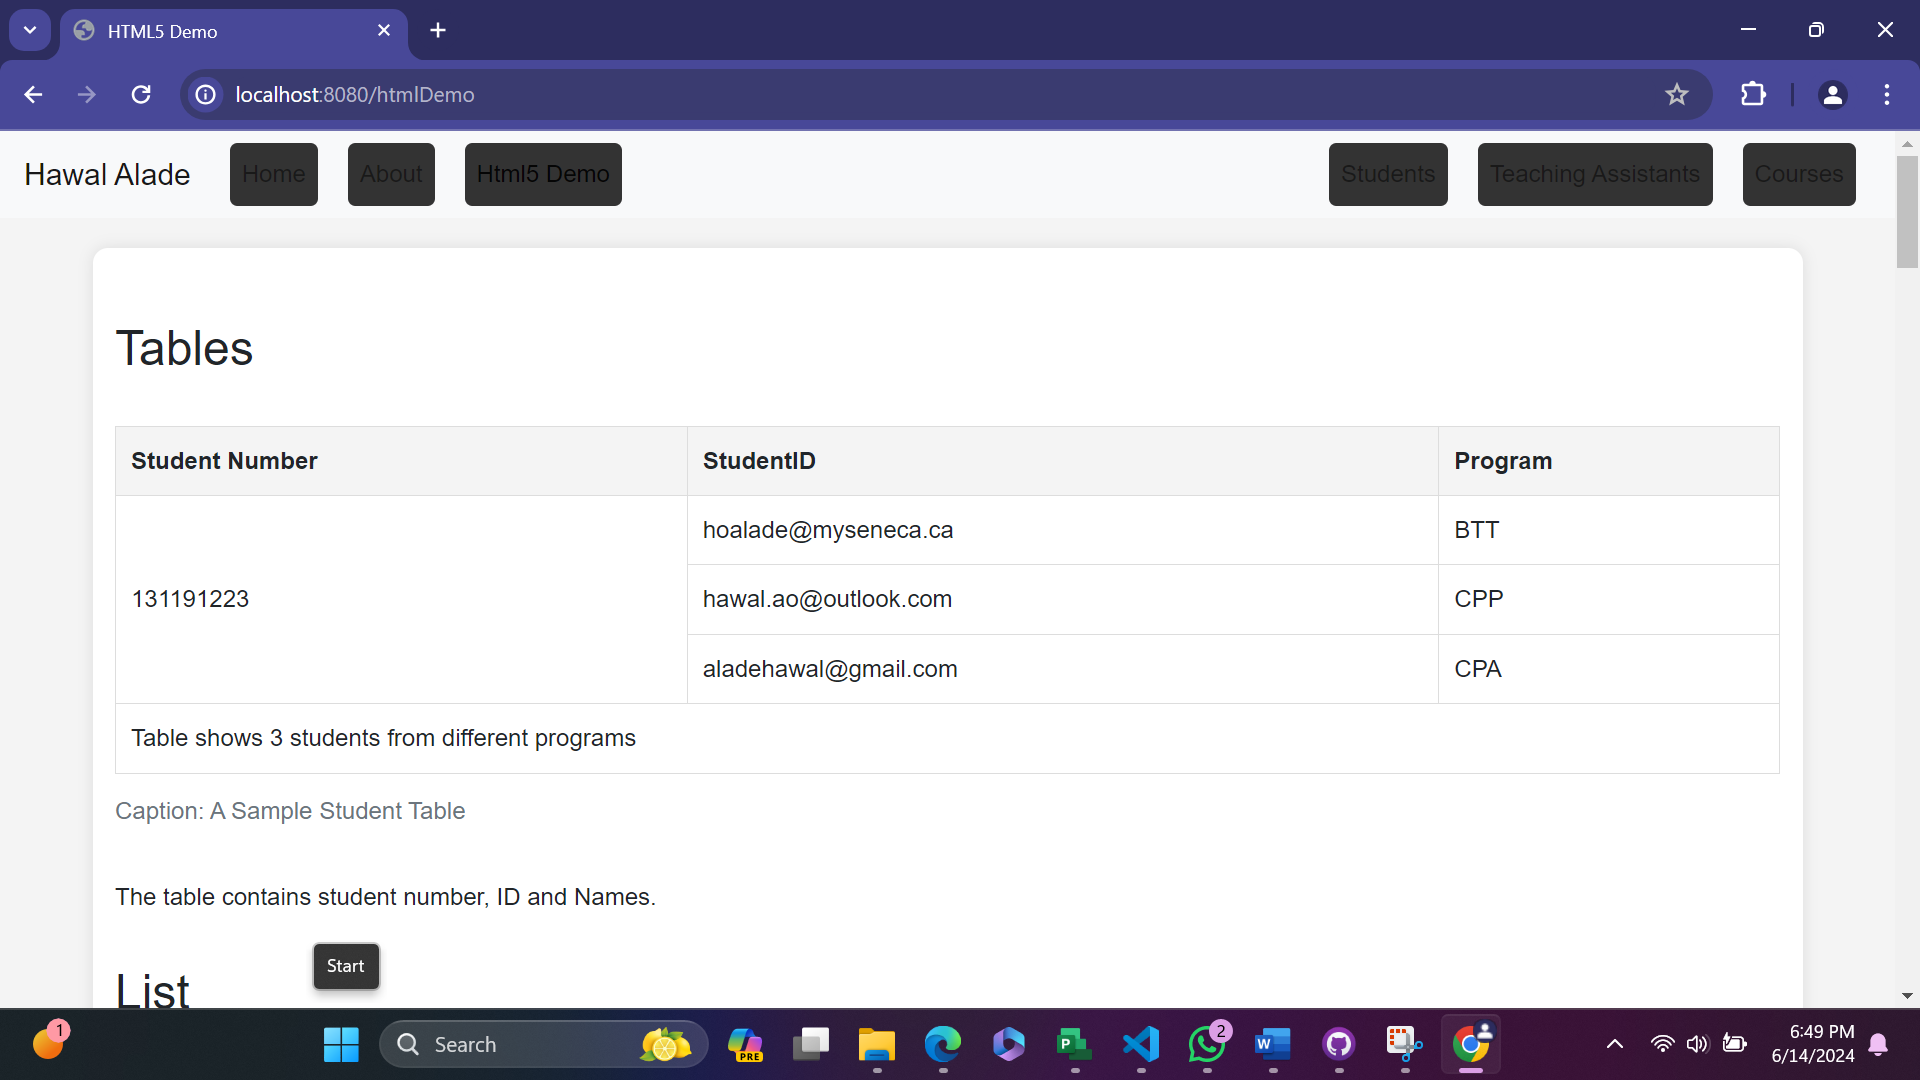 HTML5 Demo
localhost:8080/htmlDemo
Hawal Alade Home About Html5 Demo Students Teaching Assistants Courses
Tables
Student Number StudentID Program
131191223
hoalade@myseneca.ca BTT
hawal.ao@outlook.com CPP
aladehawal@gmail.com CPA
Table shows 3 students from different programs
Caption: A Sample Student Table
The table contains student number, ID and Names.
List
Start
1
Search
PRE
P
2
W
6:49 PM
6/14/2024